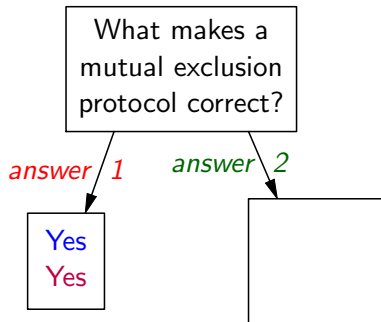 What makes a
mutual exclusion
protocol correct?
answer 1
answer 2
Yes
Yes